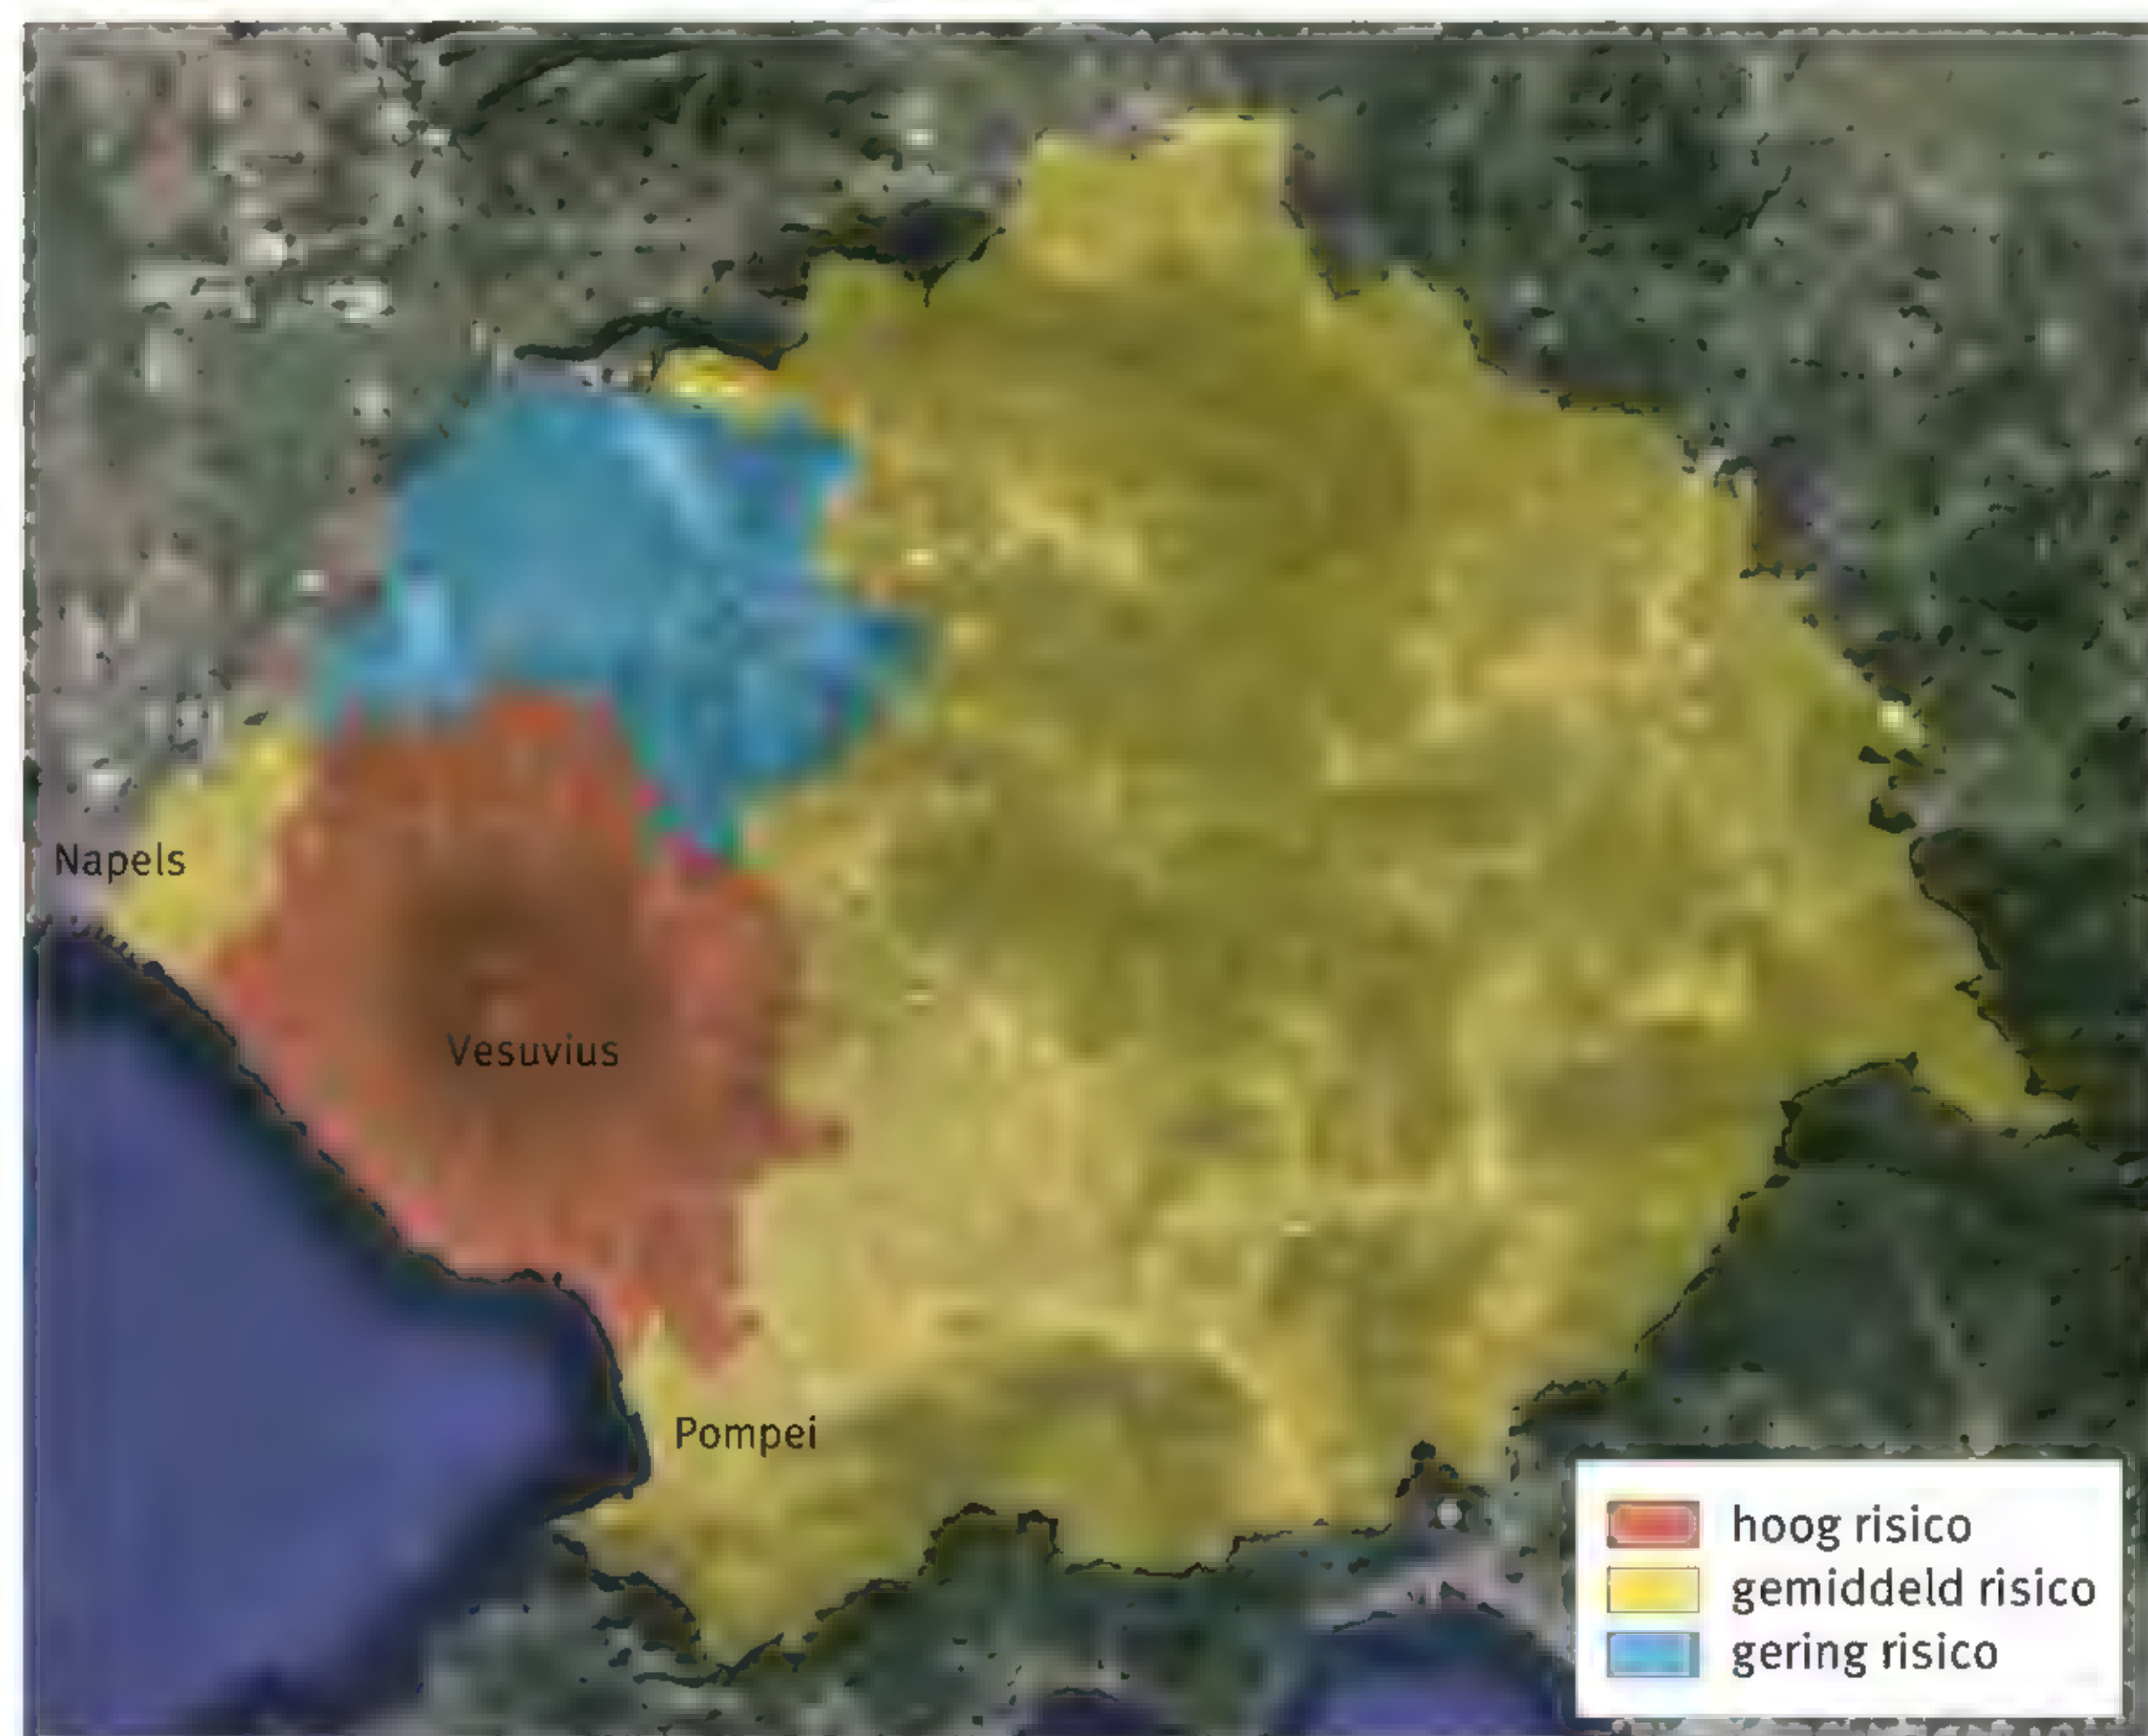 Napels
Vesuvius
Pompei
hoog risico
gemiddeld risico
gering risico